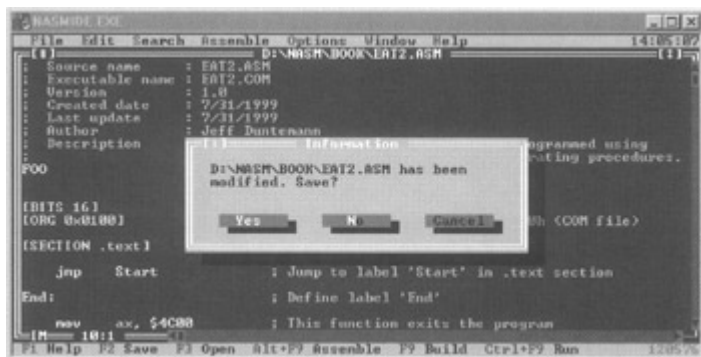 NASMIDE EXE
File Edit Search Assemble Options Window Help 14:05:07
D:\NASM\BOOK\EAT2.ASM
Source name : EAT2.ASM
Executable name : EAT2.COM
Version : 1.0
Created date : 7/31/1999
Last update : 7/31/1999
Author : Jeff Duntemann
Description : programmed using
rating procedures.
FOO
Information
D:\NASM\BOOK\EAT2.ASM has been
modified. Save?
Yes No Cancel
[BITS 16]
[ORG 0x0100] (COM file)
[SECTION .text]
jmp Start ; Jump to label 'Start' in .text section
End: ; Define label 'End'
mov ax, $4C00 ; This function exits the program
10:1
F1 Help F2 Save F3 Open Alt+F9 Assemble F9 Build Ctrl+F9 Run